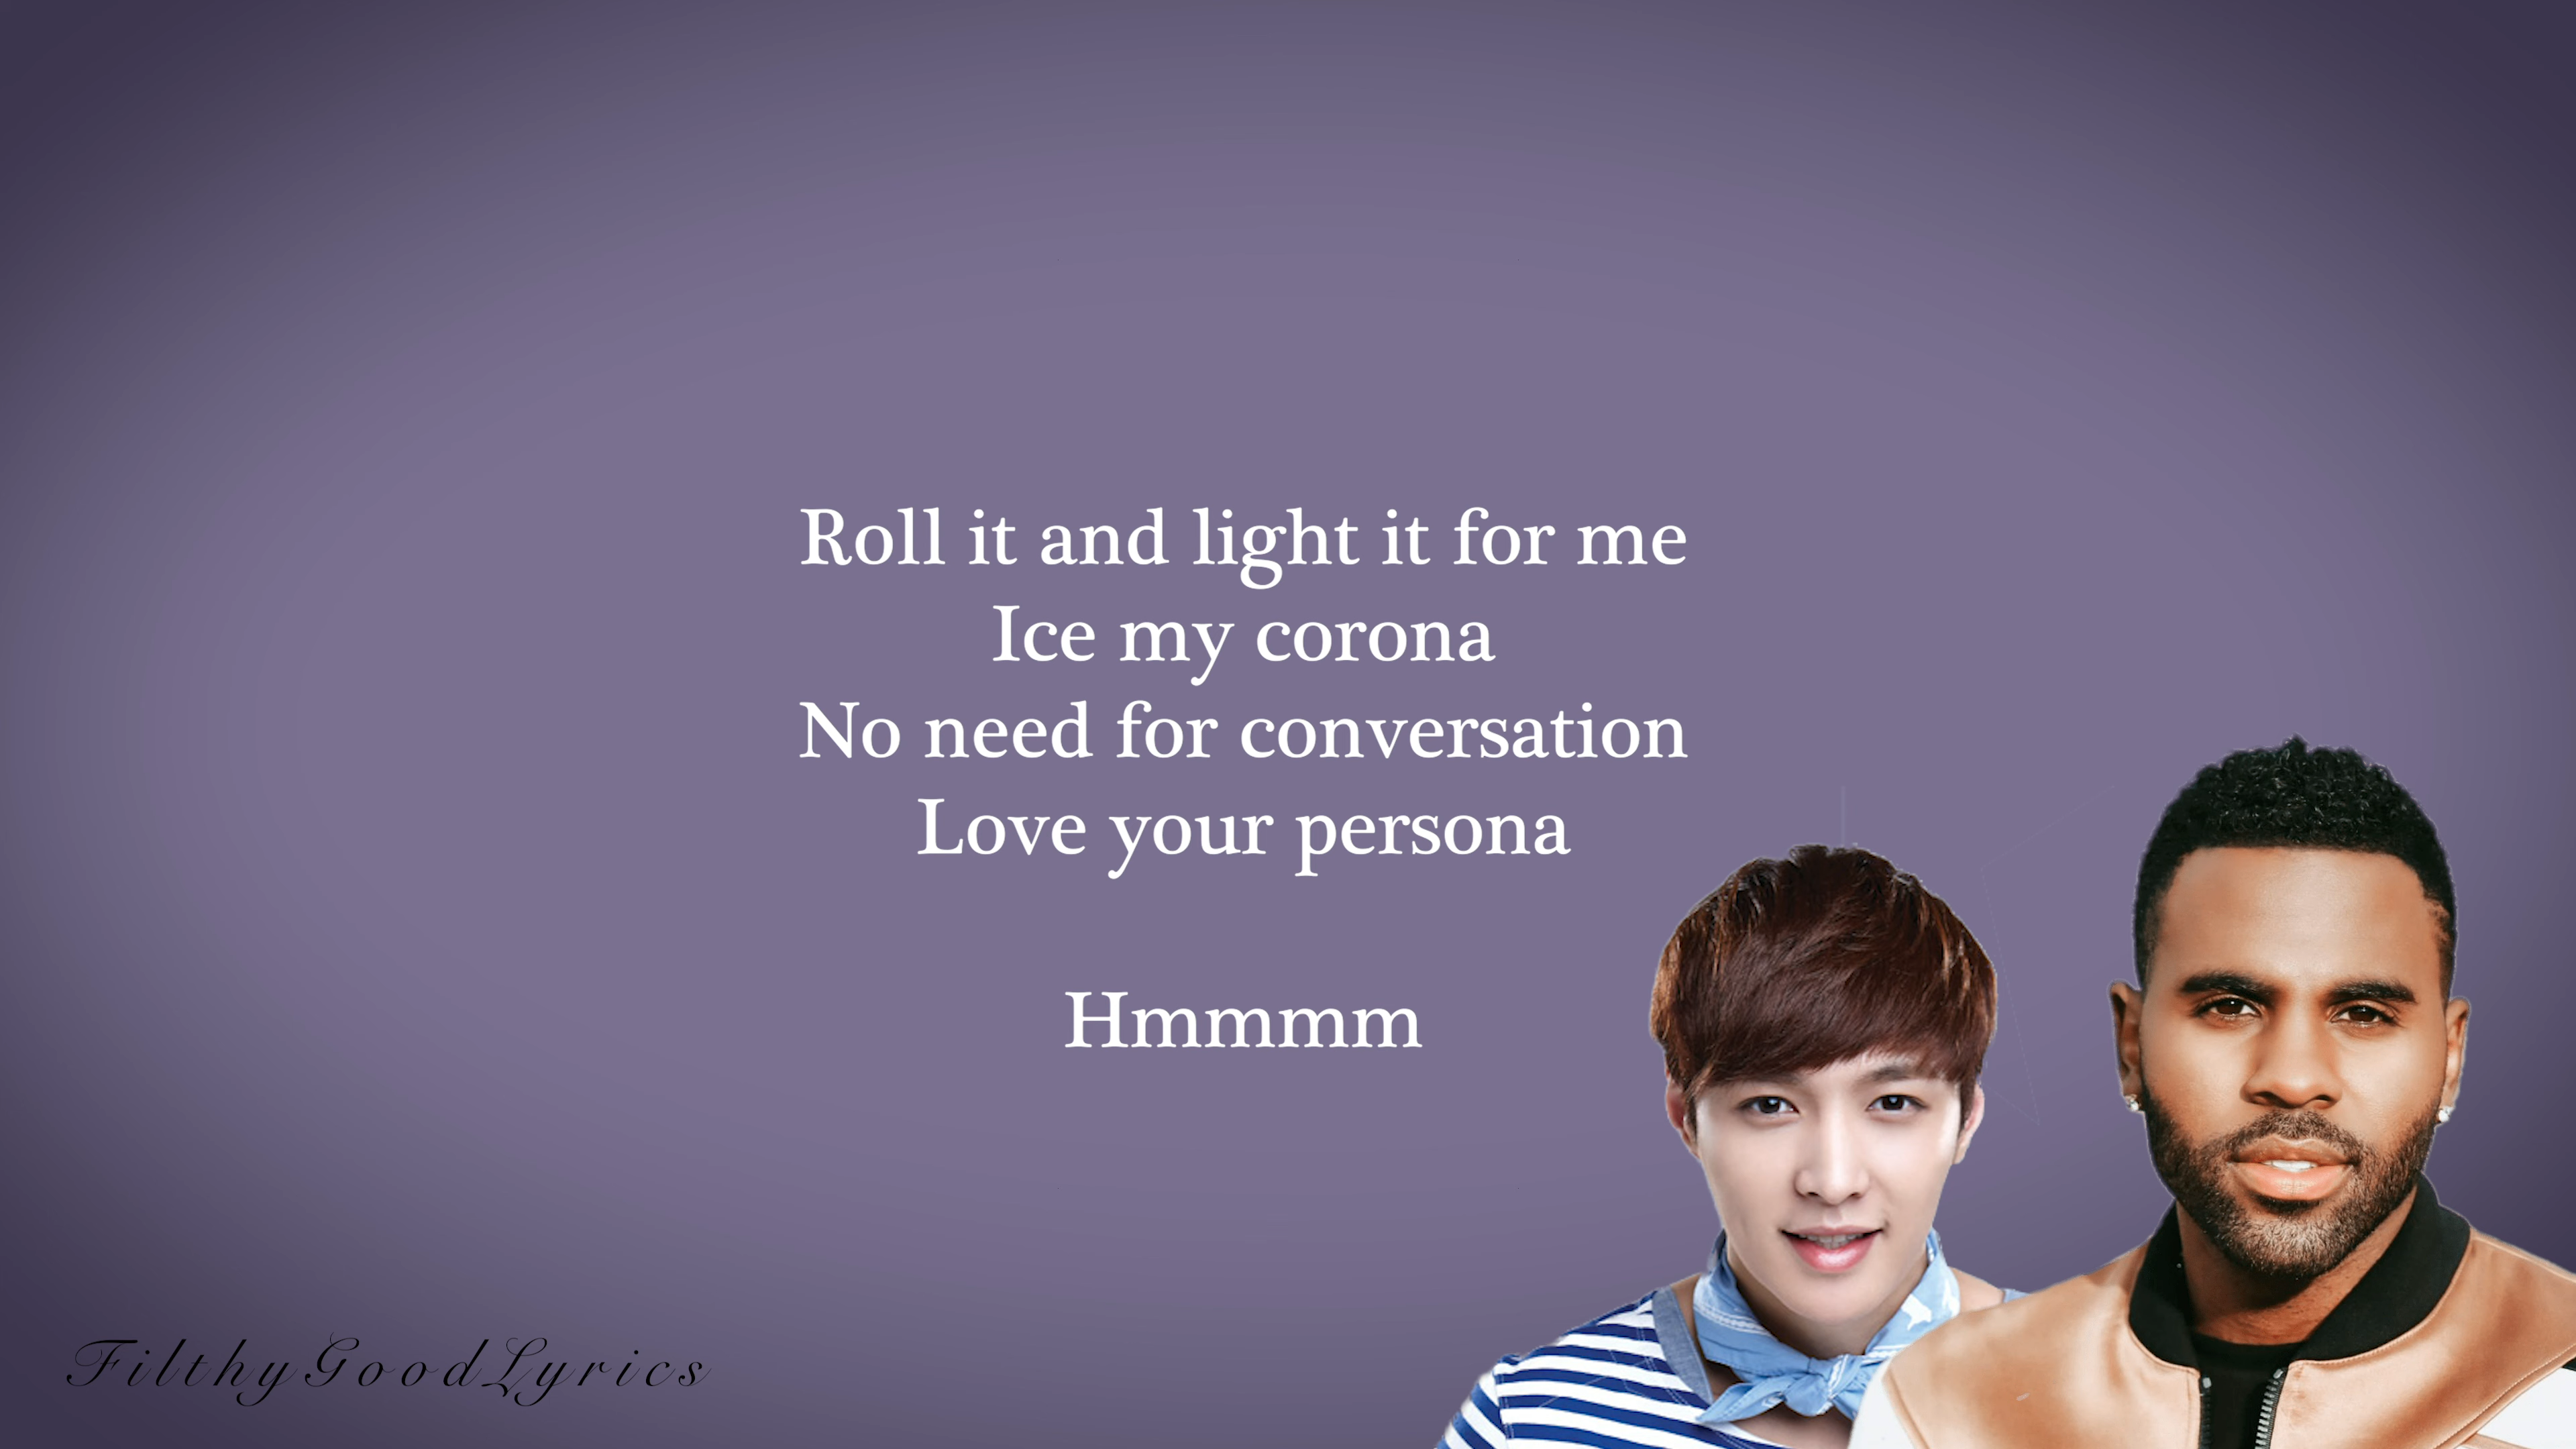 Roll it and light it for me
Ice my corona
No need for conversation
Love your persona
Hmmmm
FilthyGoodLyrics